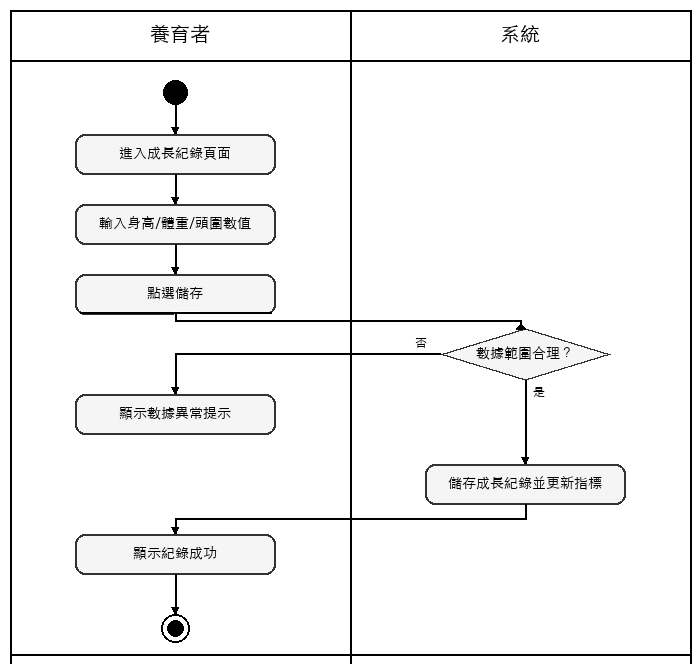 養育者
系統
進入成長紀錄頁面
輸入身高/體重/頭圍數值
點選儲存
數據範圍合理？
否
是
顯示數據異常提示
儲存成長紀錄並更新指標
顯示紀錄成功